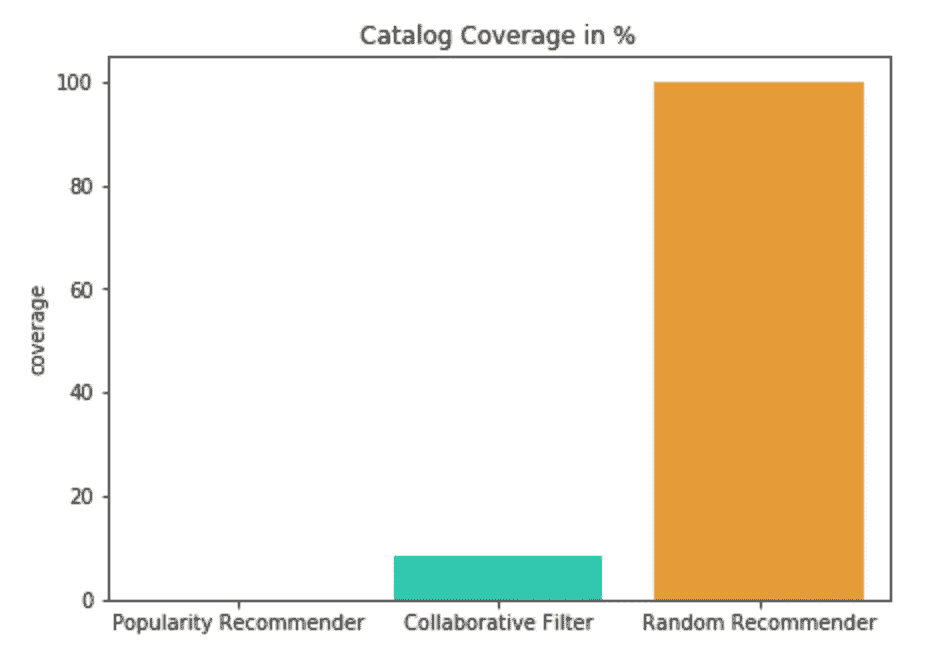 Catalog Coverage in %
100
80
60
40
20
0
coverage
Popularity Recommender
Collaborative Filter
Random Recommender